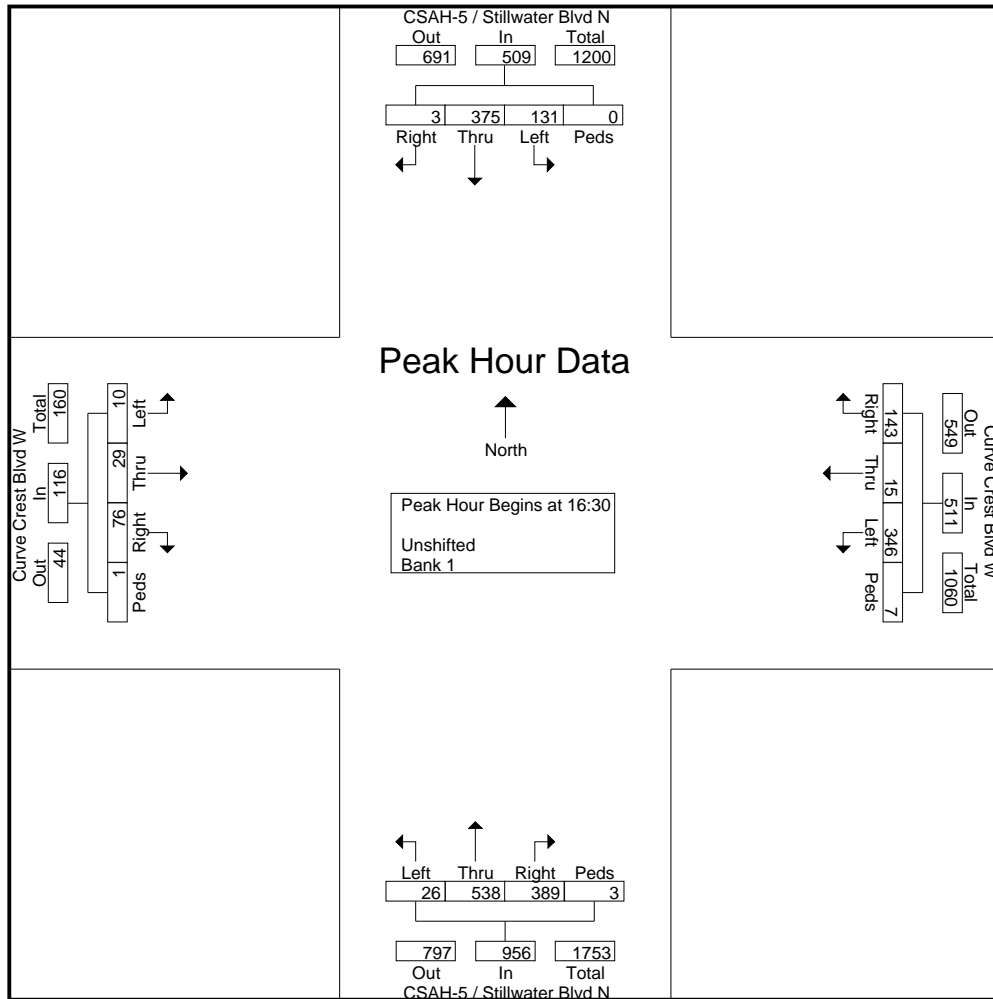 CSAH-5 / Stillwater Blvd N
Out In Total
691 509 1200
3 375 131 0
Right Thru Left Peds
Peak Hour Data
North
Peak Hour Begins at 16:30
Unshifted
Bank 1
Curve Crest Blvd W
Out In Total
44 116 160
10 29 76 1
Left Thru Right Peds
Curve Crest Blvd W
Out In Total
549 511 1060
143 15 346 7
Right Thru Left Peds
Left Thru Right Peds
26 538 389 3
797 956 1753
Out In Total
CSAH-5 / Stillwater Blvd N